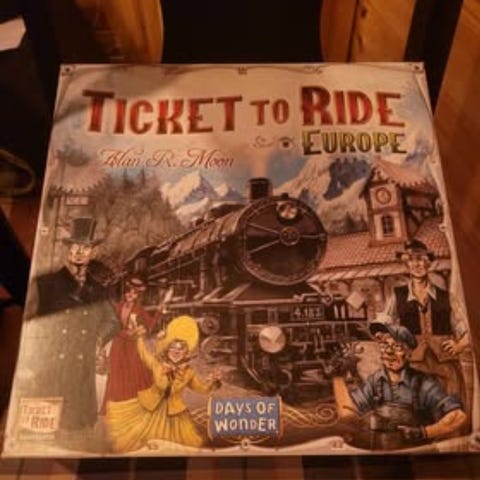 TICKET TO RIDE
EUROPE
Alan R. Moon
4.183
DAYS OF
WONDER
TICKET
TO RIDE